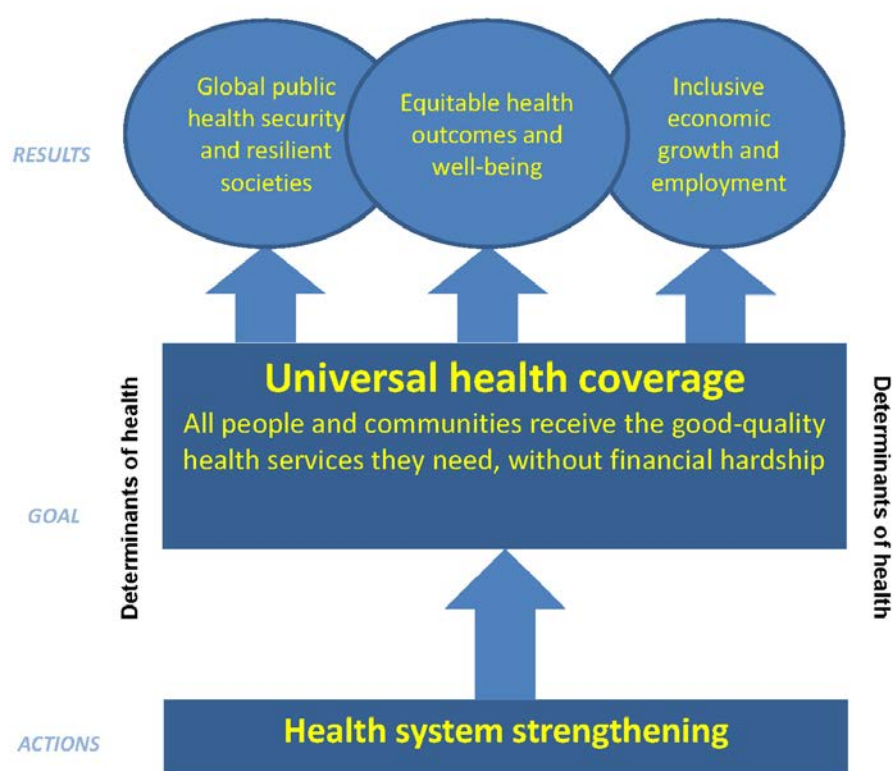 RESULTS
Global public
health security
and resilient
societies
Equitable health
outcomes and
well-being
Inclusive
economic
growth and
employment
Determinants of health
GOAL
Universal health coverage
All people and communities receive the good-quality
health services they need, without financial hardship
Determinants of health
ACTIONS
Health system strengthening